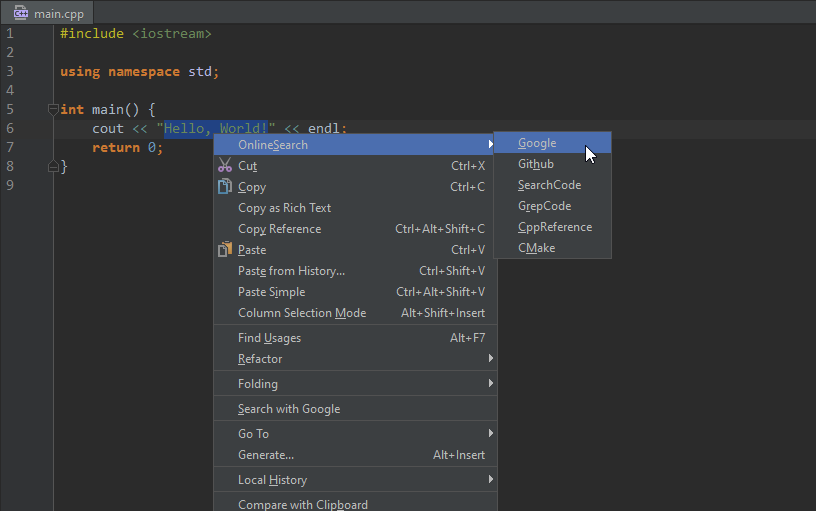 main.cpp
1 #include <iostream>
2
3 using namespace std;
4
5 int main() {
6 cout << "Hello, World!" << endl;
7 return 0;
8 }
9
OnlineSearch
Cut Ctrl+X
Copy Ctrl+C
Copy as Rich Text
Copy Reference Ctrl+Alt+Shift+C
Paste Ctrl+V
Paste from History... Ctrl+Shift+V
Paste Simple Ctrl+Alt+Shift+V
Column Selection Mode Alt+Shift+Insert
Find Usages Alt+F7
Refactor
Folding
Search with Google
Go To
Generate... Alt+Insert
Local History
Compare with Clipboard
Google
Github
SearchCode
GrepCode
CppReference
CMake